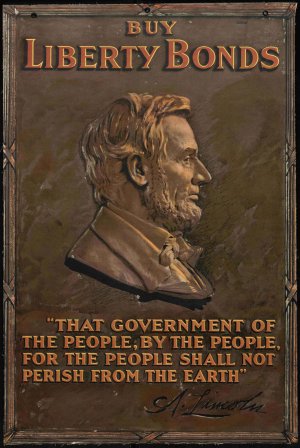 BUY
LIBERTY BONDS
"THAT GOVERNMENT OF
THE PEOPLE, BY THE PEOPLE,
FOR THE PEOPLE SHALL NOT
PERISH FROM THE EARTH"
A. Lincoln